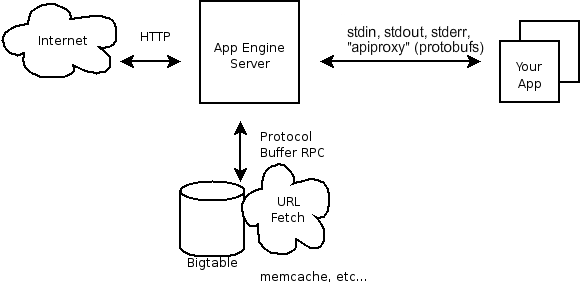 Internet
HTTP
App Engine
Server
stdin, stdout, stderr,
"apiproxy" (protobufs)
Your
App
Protocol
Buffer RPC
URL
Fetch
Bigtable
memcache, etc...